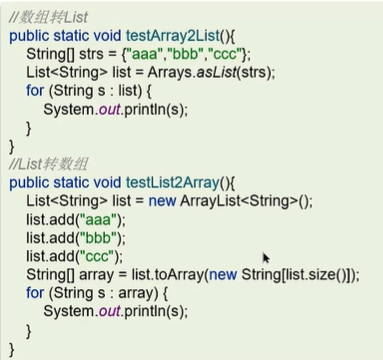 //数组转List
public static void testArray2List(){
String[] strs = {"aaa","bbb","ccc"};
List<String> list = Arrays.asList(strs);
for (String s : list) {
System.out.println(s);
}
}
//List转数组
public static void testList2Array(){
List<String> list = new ArrayList<String>();
list.add("aaa");
list.add("bbb");
list.add("ccc");
String[] array = list.toArray(new String[list.size()]);
for (String s : array) {
System.out.println(s);
}
}